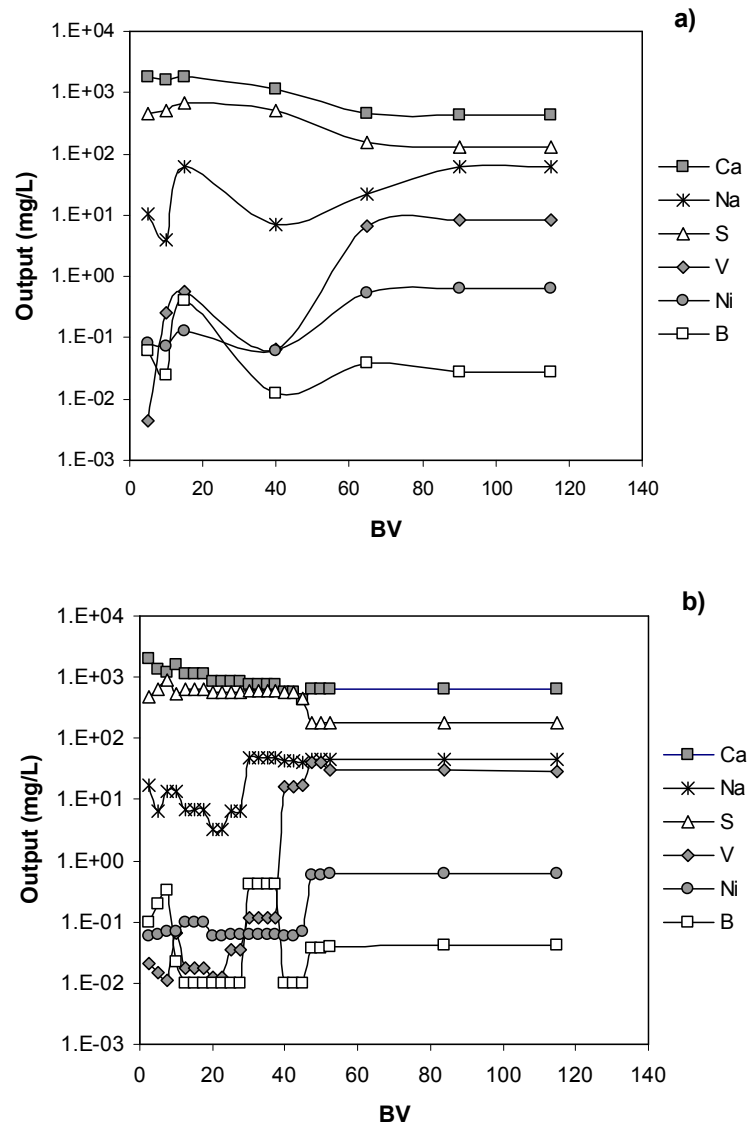 a)
1.E+04
1.E+03
1.E+02
1.E+01
1.E+00
1.E-01
1.E-02
1.E-03
Output (mg/L)
0 20 40 60 80 100 120 140
BV
Ca
Na
S
V
Ni
B
b)
1.E+04
1.E+03
1.E+02
1.E+01
1.E+00
1.E-01
1.E-02
1.E-03
Output (mg/L)
0 20 40 60 80 100 120 140
BV
Ca
Na
S
V
Ni
B